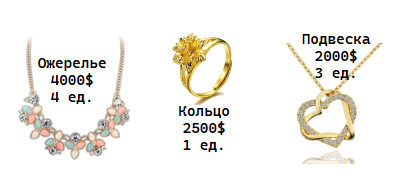 Ожерелье
4000$
4 ед.
Кольцо
2500$
1 ед.
Подвеска
2000$
3 ед.